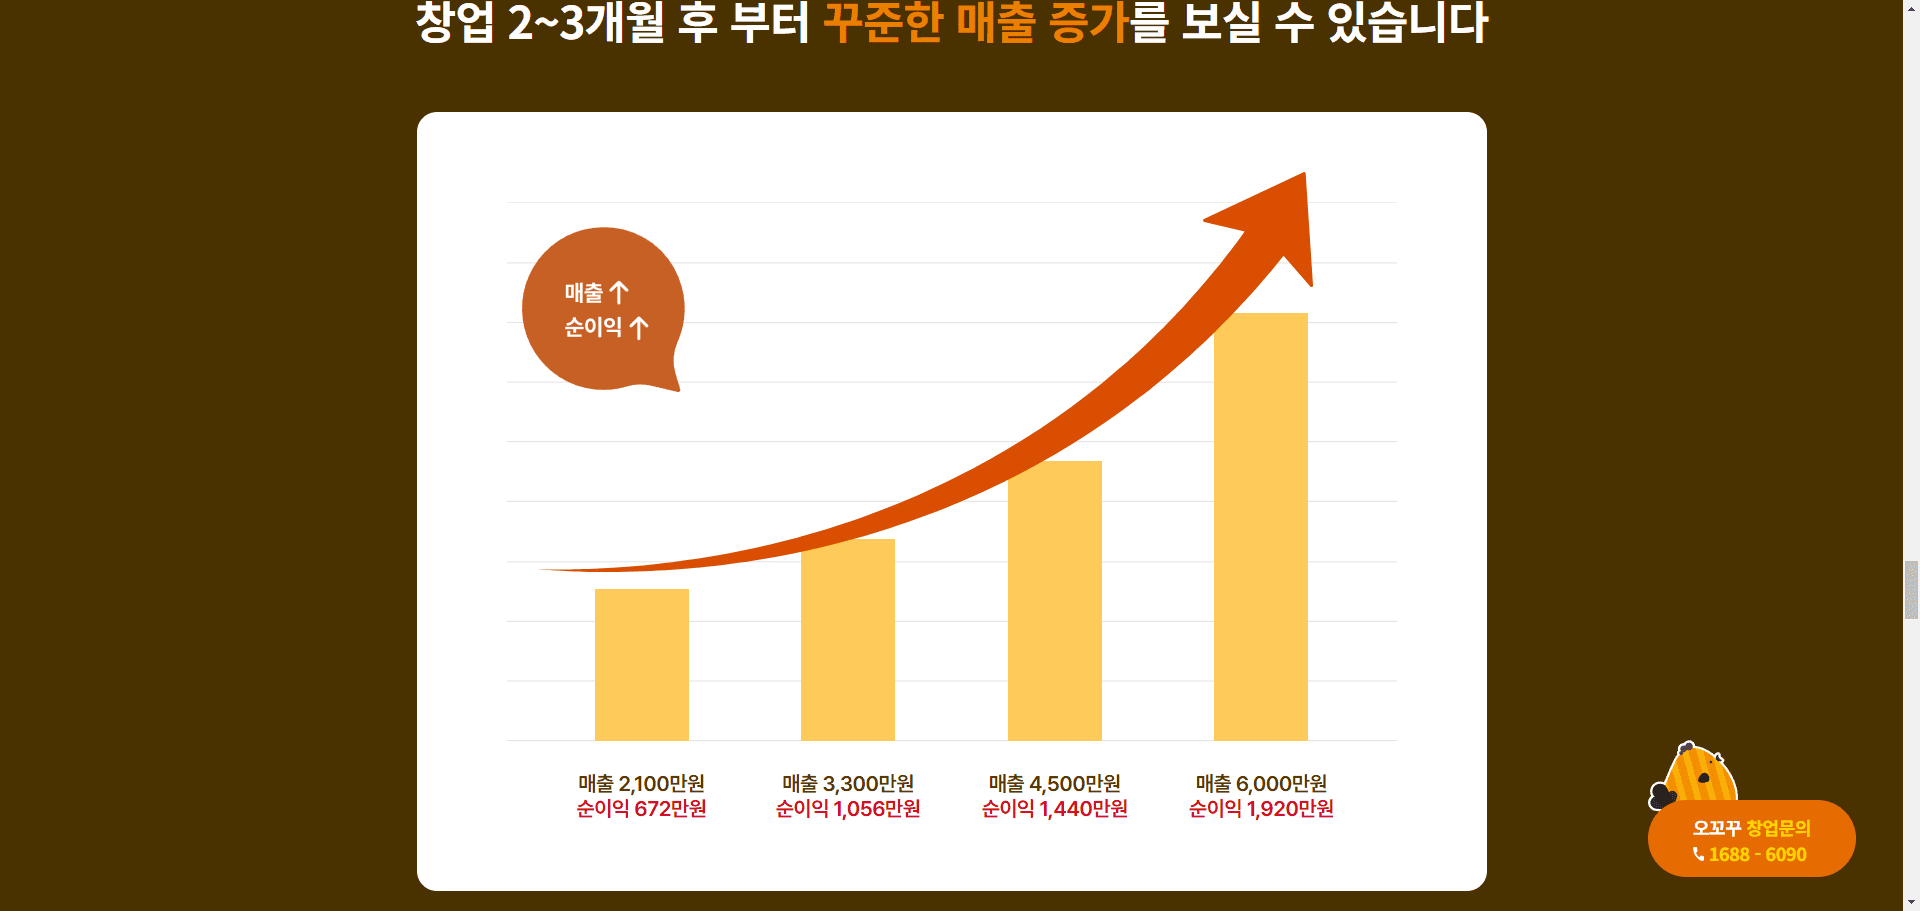 창업 2~3개월 후 부터 꾸준한 매출 증가를 보실 수 있습니다
매출 ↑
순이익 ↑
매출 2,100만원
순이익 672만원
매출 3,300만원
순이익 1,056만원
매출 4,500만원
순이익 1,440만원
매출 6,000만원
순이익 1,920만원
오꼬꾸 창업문의
1688 - 6090